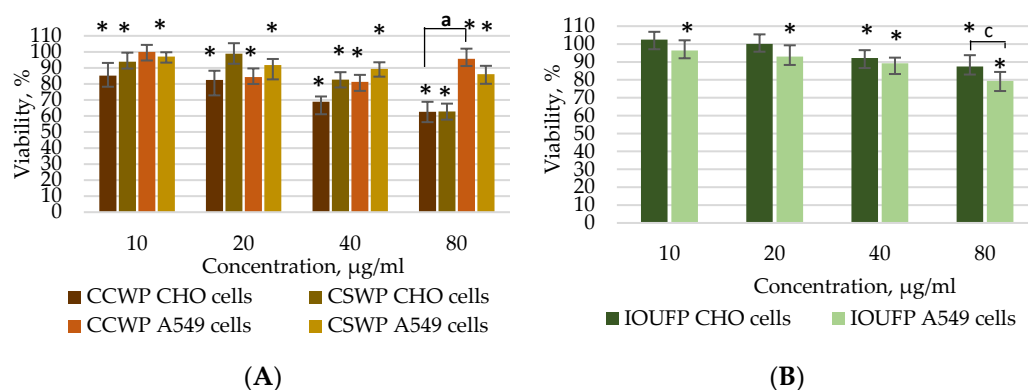 * * * * * * * * * * * a * *
Viability, %
110
100
90
80
70
60
50
40
30
20
10
0
10 20 40 80
Concentration, µg/ml
CCWP CHO cells CSWP CHO cells
CCWP A549 cells CSWP A549 cells
(A)
* * * * * c *
Viability, %
110
100
90
80
70
60
50
40
30
20
10
0
10 20 40 80
Concentration, µg/ml
IOUFP CHO cells IOUFP A549 cells
(B)